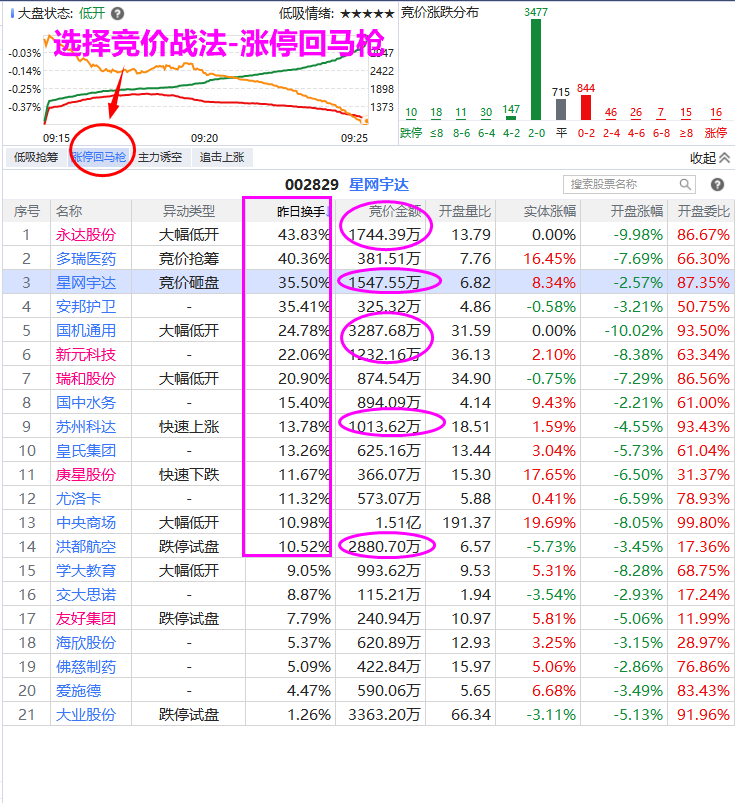 大盘状态: 低开 ? 低吸情绪: ★★★★★
竞价涨跌分布
选择竞价战法-涨停回马枪
-0.03%
-0.14% 2422
-0.25% 1898
-0.37% 1373
09:15 09:20 09:25
3477
10 18 11 30 147 715 844 46 26 7 15 16
跌停 ≤8 8-6 6-4 4-2 2-0 平 0-2 2-4 4-6 6-8 ≥8 涨停
低吸抢筹 涨停回马枪 主力诱空 追击上涨 收起
002829 星网宇达 搜索股票名称 ?
序号 名称 异动类型 昨日换手↓ 竞价金额 开盘量比 实体涨幅 开盘涨幅 开盘委比
1 永达股份 大幅低开 43.83% 1744.39万 13.79 0.00% -9.98% 86.67%
2 多瑞医药 竞价抢筹 40.36% 381.51万 7.76 16.45% -7.69% 66.30%
3 星网宇达 竞价砸盘 35.50% 1547.55万 6.82 8.34% -2.57% 87.35%
4 安邦护卫 - 35.41% 325.32万 4.86 -0.58% -3.21% 50.75%
5 国机通用 大幅低开 24.78% 3287.68万 31.59 0.00% -10.02% 93.50%
6 新元科技 - 22.06% 1232.16万 36.13 2.10% -8.38% 63.34%
7 瑞和股份 大幅低开 20.90% 874.54万 34.90 -0.75% -7.29% 86.56%
8 国中水务 - 15.40% 894.09万 4.14 9.43% -2.21% 61.00%
9 苏州科达 快速上涨 13.78% 1013.62万 18.51 1.59% -4.55% 93.43%
10 皇氏集团 - 13.26% 625.16万 13.44 3.04% -5.73% 61.04%
11 庚星股份 快速下跌 11.67% 366.07万 15.30 17.65% -6.50% 31.37%
12 尤洛卡 - 11.32% 573.07万 5.88 0.41% -6.59% 78.93%
13 中央商场 大幅低开 10.98% 1.51亿 191.37 19.69% -8.05% 99.80%
14 洪都航空 跌停试盘 10.52% 2880.70万 6.57 -5.73% -3.45% 17.36%
15 学大教育 大幅低开 9.05% 993.62万 9.53 5.31% -8.28% 68.75%
16 交大思诺 - 8.87% 115.21万 1.94 -3.54% -2.93% 17.24%
17 友好集团 跌停试盘 7.79% 240.94万 10.97 5.81% -5.06% 11.99%
18 海欣股份 - 5.37% 620.89万 12.93 3.25% -3.15% 28.97%
19 佛慈制药 - 5.09% 422.84万 15.97 5.06% -2.86% 76.86%
20 爱施德 - 4.47% 590.06万 5.65 6.68% -3.49% 83.43%
21 大业股份 跌停试盘 1.26% 3363.20万 66.34 -3.11% -5.13% 91.96%